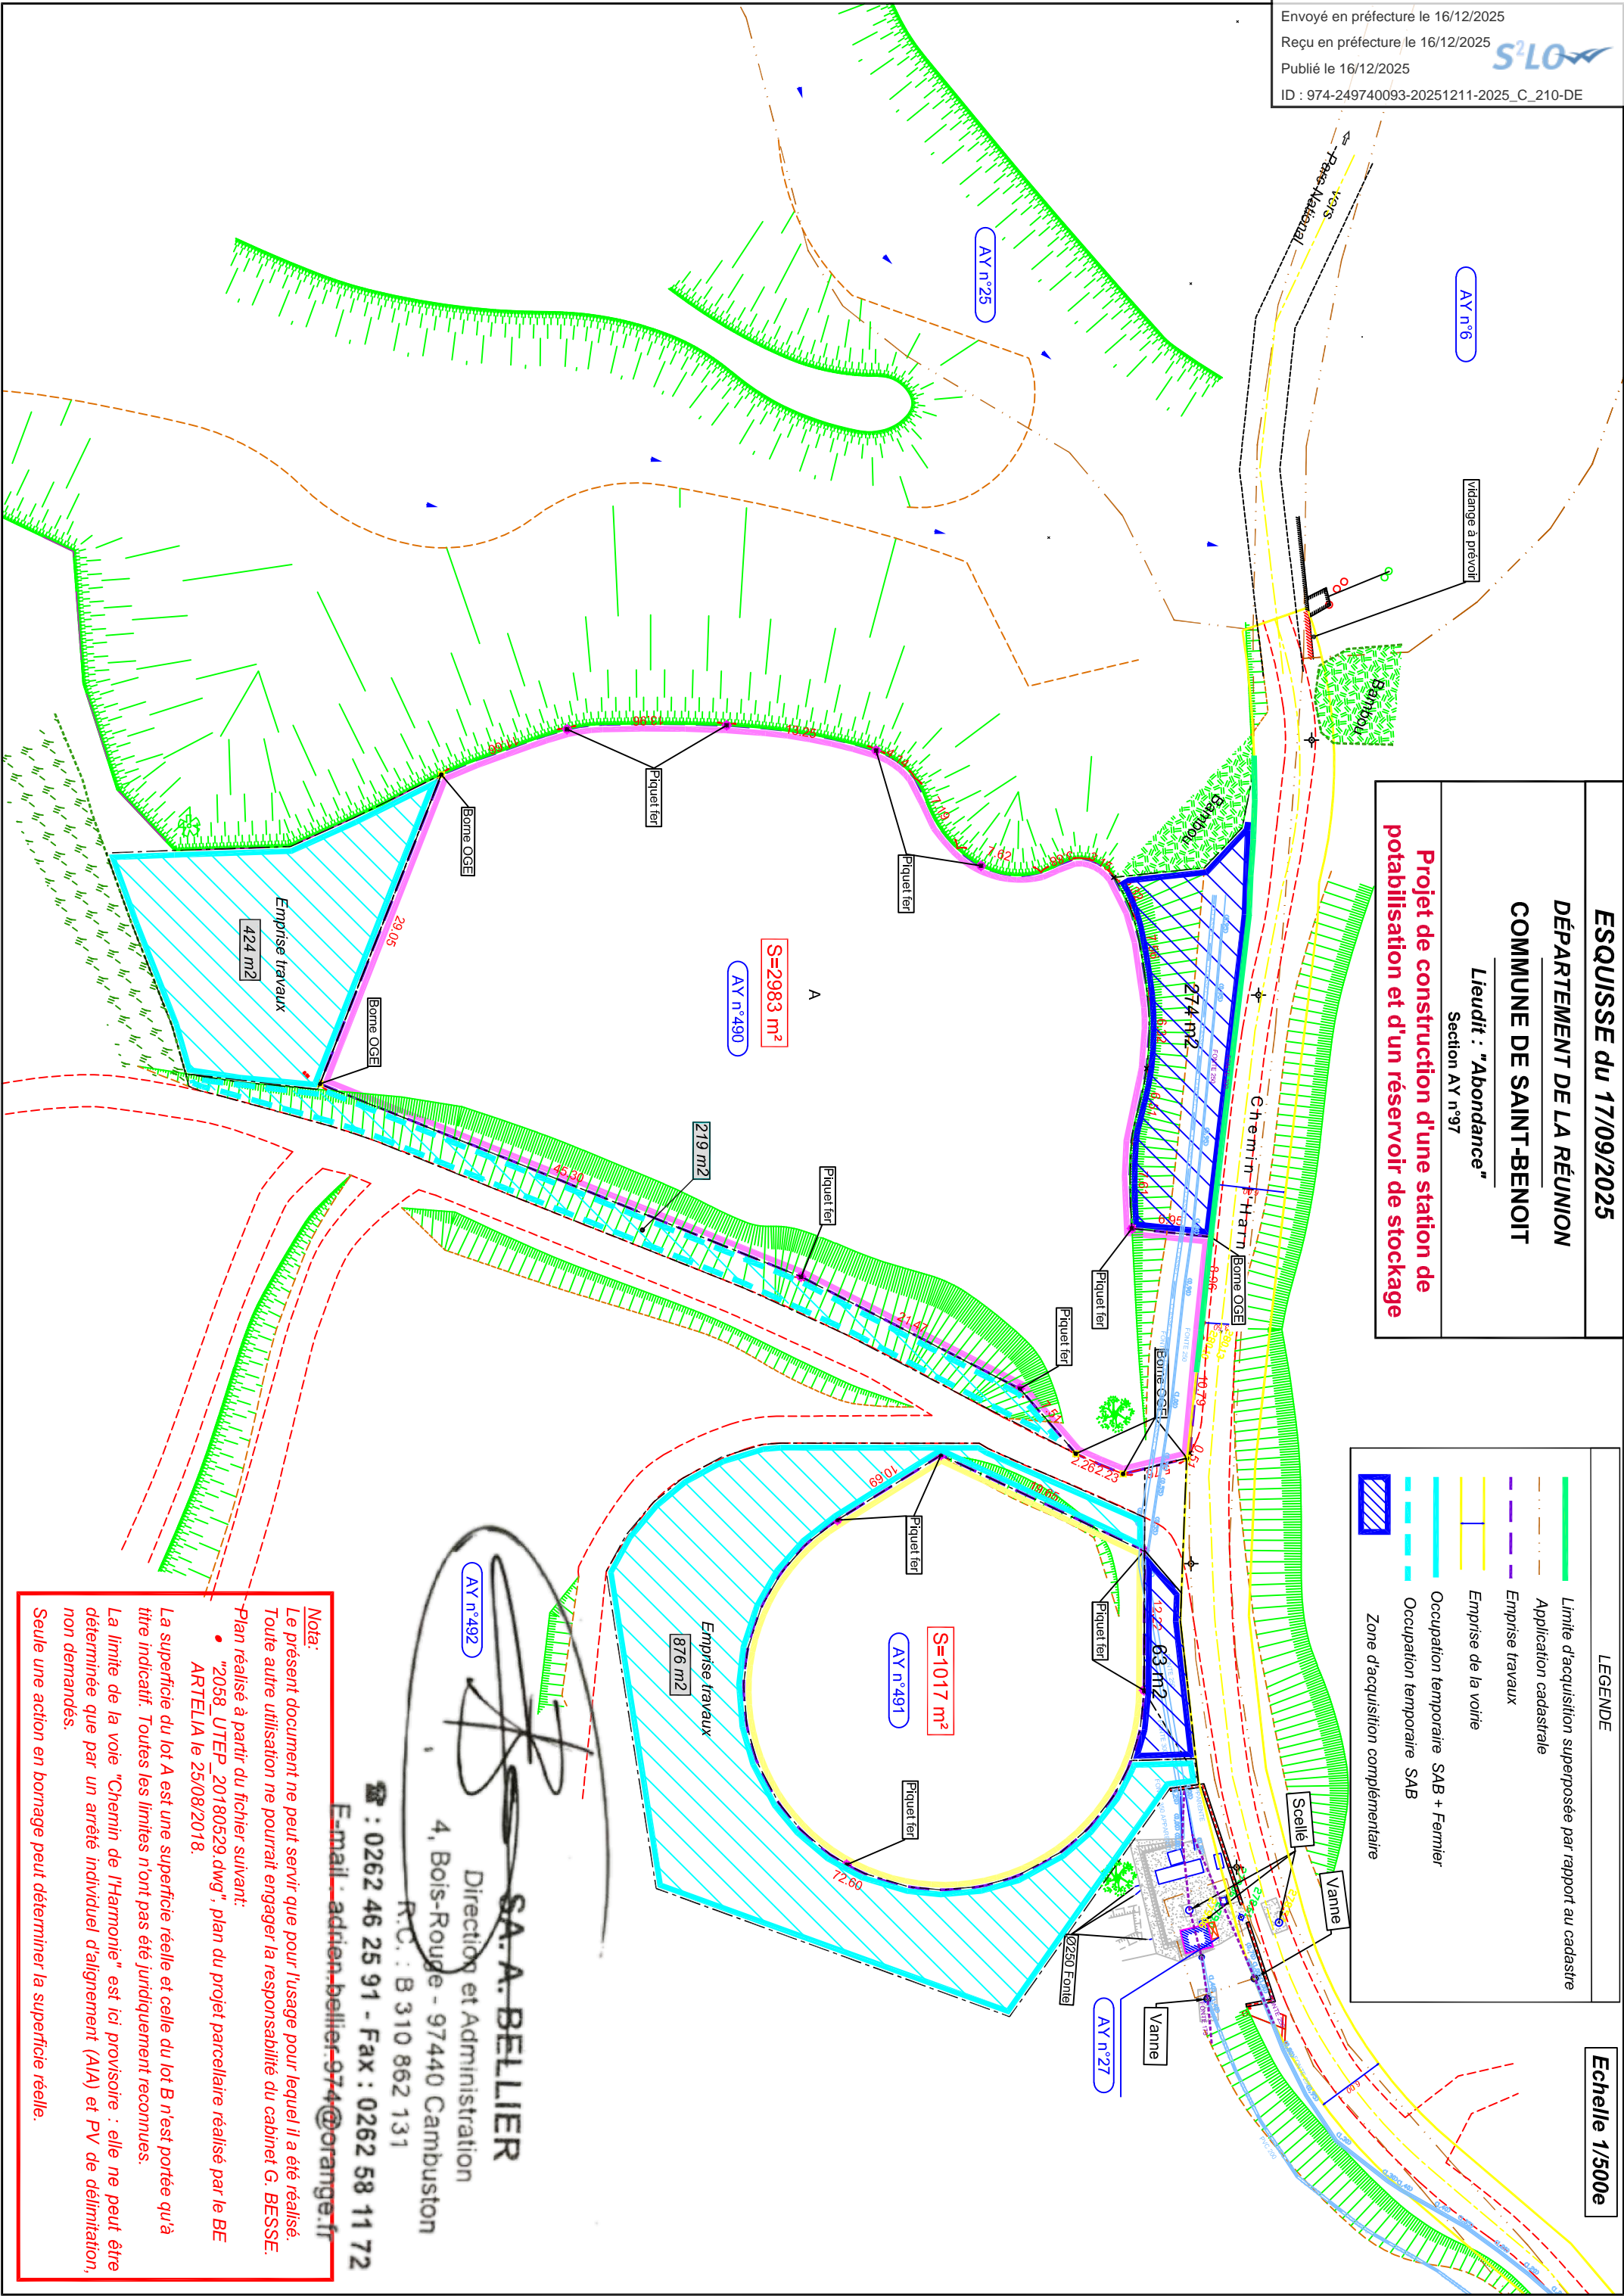 Envoyé en préfecture le 16/12/2025
Reçu en préfecture le 16/12/2025
Publié le 16/12/2025
S²LO
ID : 974-249740093-20251211-2025_C_210-DE
ESQUISSE du 17/09/2025
DÉPARTEMENT DE LA RÉUNION
COMMUNE DE SAINT-BENOIT
Lieudit : "Abondance"
Section AY n°97
Projet de construction d'une station de
potabilisation et d'un réservoir de stockage
Echelle 1/500e
LEGENDE
Limite d'acquisition superposée par rapport au cadastre
Application cadastrale
Emprise travaux
Emprise de la voirie
Occupation temporaire SAB + Fermier
Occupation temporaire SAB
Zone d'acquisition complémentaire
vers
Parc National
AY n°6
AY n°25
vidange à prévoir
Bambou
Bambou
274 m2
Piquet fer
Piquet fer
Borne OGE
Borne OGE
Emprise travaux
424 m2
29.05
S=2983 m²
AY n°490
A
219 m2
45.30
21.47
13.96
13.25
11.66
7.19
7.62
6.95
Piquet fer
Piquet fer
Piquet fer
Borne OGE
Borne OGE
10.79
2.26
2.23
10.69
19.65
Piquet fer
Piquet fer
Piquet fer
12.72
63 m2
S=1017 m²
AY n°491
Emprise travaux
876 m2
72.60
AY n°492
Scellé
Vanne
Vanne
Ø250 Fonte
AY n°27
6.00
SA. A. BELLIER
Direction et Administration
4, Bois-Rouge - 97440 Cambuston
R.C. : B 310 862 131
☎ : 0262 46 25 91 - Fax : 0262 58 11 72
E-mail : adrien.bellier.974@orange.fr
Nota:
Le présent document ne peut servir que pour l'usage pour lequel il a été réalisé.
Toute autre utilisation ne pourrait engager la responsabilité du cabinet G. BESSE.
Plan réalisé à partir du fichier suivant:
• "2058_UTEP_20180529.dwg", plan du projet parcellaire réalisé par le BE
ARTELIA le 25/08/2018.
La superficie du lot A est une superficie réelle et celle du lot B n'est portée qu'à
titre indicatif. Toutes les limites n'ont pas été juridiquement reconnues.
La limite de la voie "Chemin de l'Harmonie" est ici provisoire : elle ne peut être
déterminée que par un arrêté individuel d'alignement (AIA) et PV de délimitation,
non demandés.
Seule une action en bornage peut déterminer la superficie réelle.